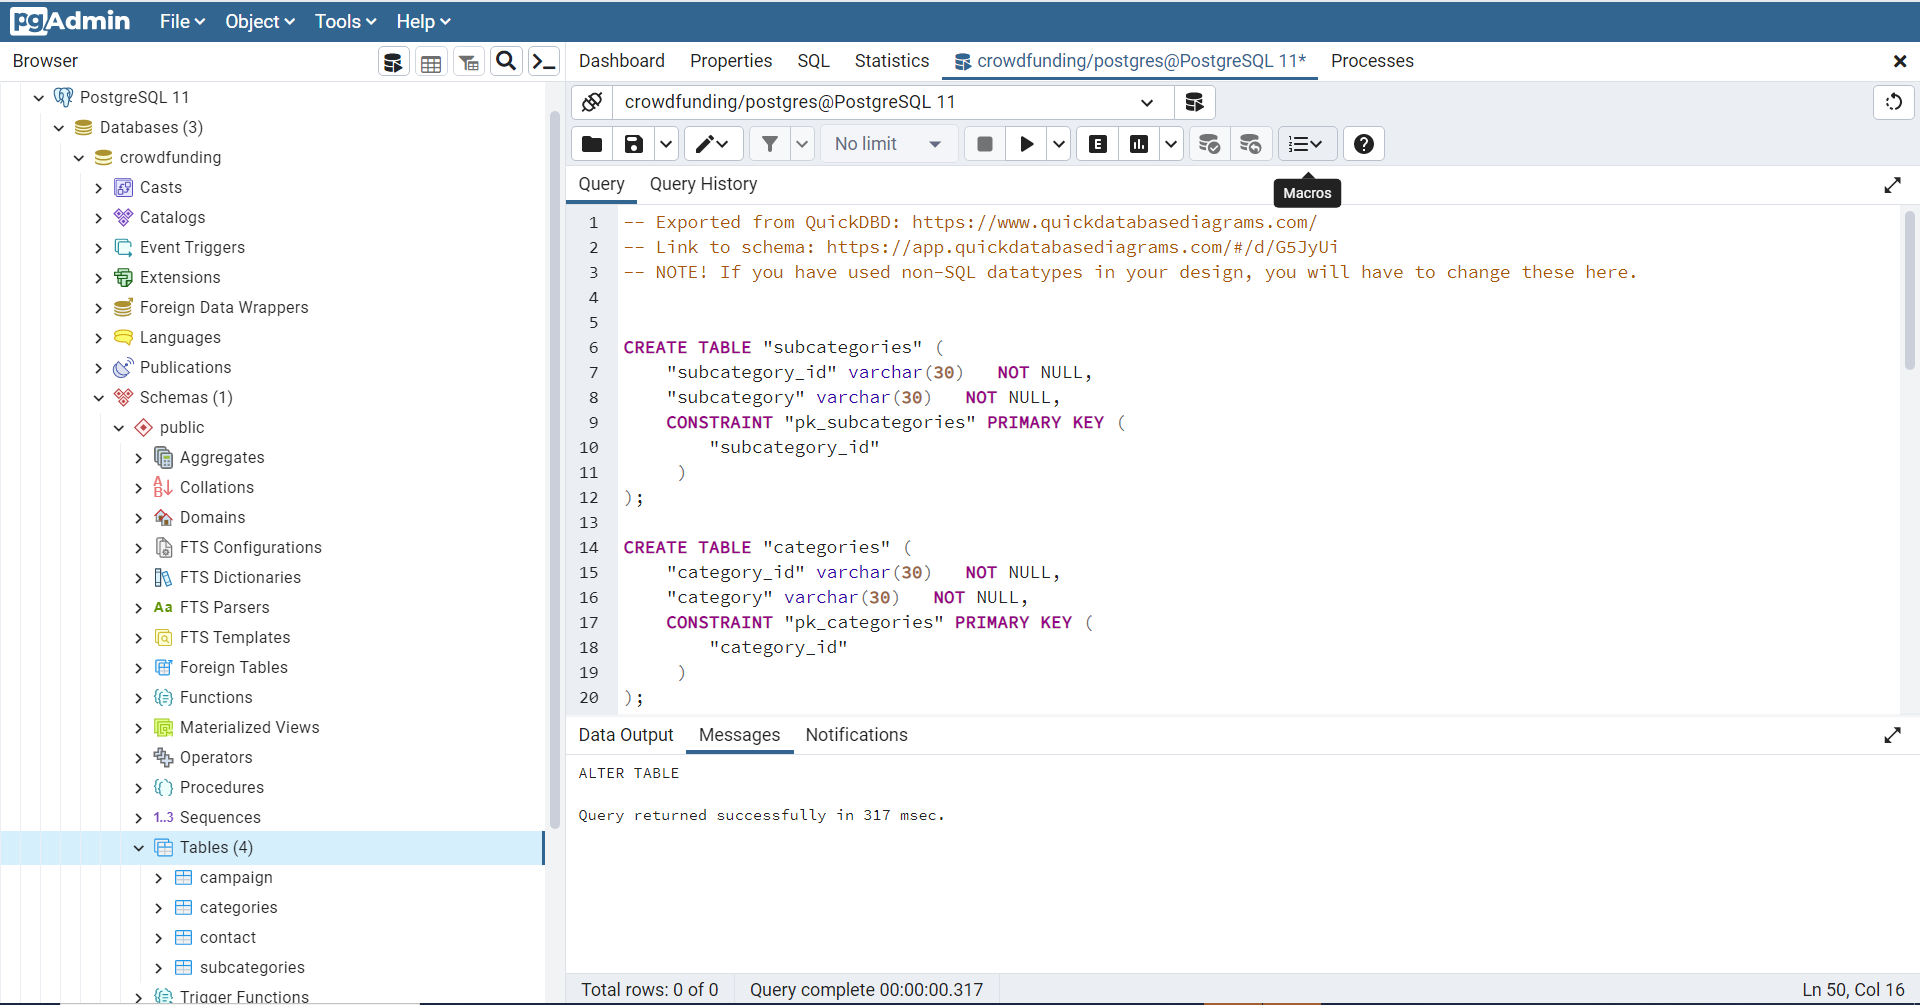 pgAdmin File Object Tools Help
Browser
Dashboard Properties SQL Statistics crowdfunding/postgres@PostgreSQL 11* Processes
PostgreSQL 11
Databases (3)
crowdfunding
Casts
Catalogs
Event Triggers
Extensions
Foreign Data Wrappers
Languages
Publications
Schemas (1)
public
Aggregates
Collations
Domains
FTS Configurations
FTS Dictionaries
Aa FTS Parsers
FTS Templates
Foreign Tables
Functions
Materialized Views
Operators
Procedures
1..3 Sequences
Tables (4)
campaign
categories
contact
subcategories
Trigger Functions
crowdfunding/postgres@PostgreSQL 11
No limit E
Query Query History
Macros
1 -- Exported from QuickDBD: https://www.quickdatabasediagrams.com/
2 -- Link to schema: https://app.quickdatabasediagrams.com/#/d/G5JyUi
3 -- NOTE! If you have used non-SQL datatypes in your design, you will have to change these here.
4
5
6 CREATE TABLE "subcategories" (
7 "subcategory_id" varchar(30) NOT NULL,
8 "subcategory" varchar(30) NOT NULL,
9 CONSTRAINT "pk_subcategories" PRIMARY KEY (
10 "subcategory_id"
11 )
12 );
13
14 CREATE TABLE "categories" (
15 "category_id" varchar(30) NOT NULL,
16 "category" varchar(30) NOT NULL,
17 CONSTRAINT "pk_categories" PRIMARY KEY (
18 "category_id"
19 )
20 );
Data Output Messages Notifications
ALTER TABLE
Query returned successfully in 317 msec.
Total rows: 0 of 0 Query complete 00:00:00.317 Ln 50, Col 16